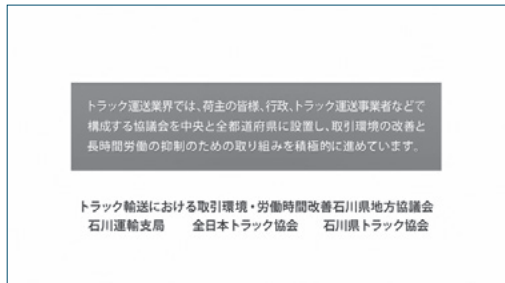 トラック運送業界では、荷主の皆様、行政、トラック運送事業者などで
構成する協議会を中央と全都道府県に設置し、取引環境の改善と
長時間労働の抑制のための取り組みを積極的に進めています。
トラック輸送における取引環境・労働時間改善石川県地方協議会
石川運輸支局　全日本トラック協会　石川県トラック協会